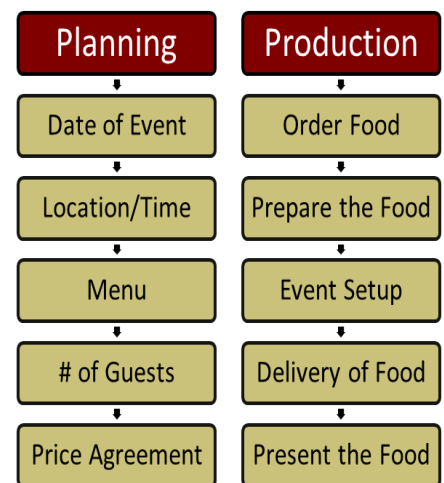 Planning
Date of Event
Location/Time
Menu
# of Guests
Price Agreement
Production
Order Food
Prepare the Food
Event Setup
Delivery of Food
Present the Food